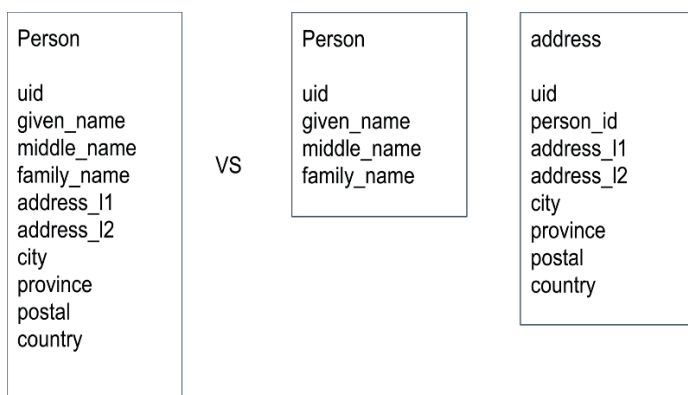 Person
uid
given_name
middle_name
family_name
address_l1
address_l2
city
province
postal
country
VS
Person
uid
given_name
middle_name
family_name
address
uid
person_id
address_l1
address_l2
city
province
postal
country